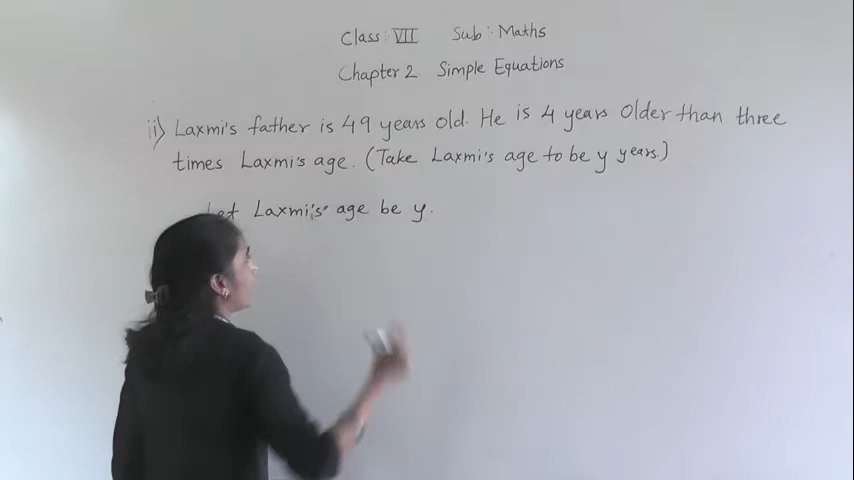 Class : VII Sub : Maths
Chapter 2 Simple Equations
ii) Laxmi's father is 49 years old. He is 4 years older than three
times Laxmi's age. (Take Laxmi's age to be y years.)
Let Laxmi's age be y.